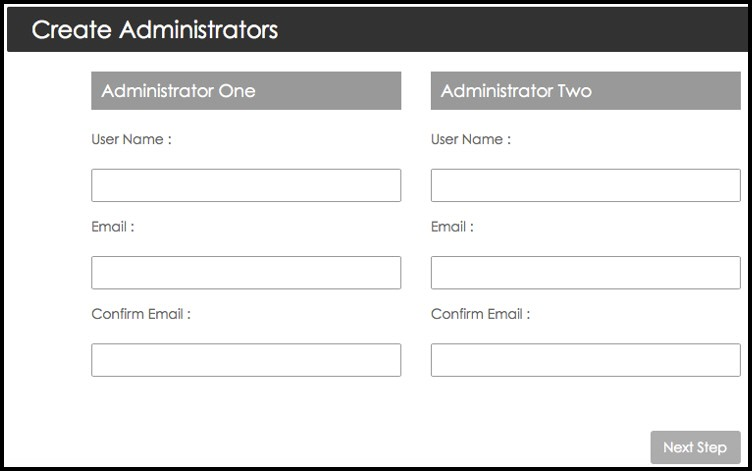 Create Administrators
Administrator One
User Name :
Email :
Confirm Email :
Administrator Two
User Name :
Email :
Confirm Email :
Next Step